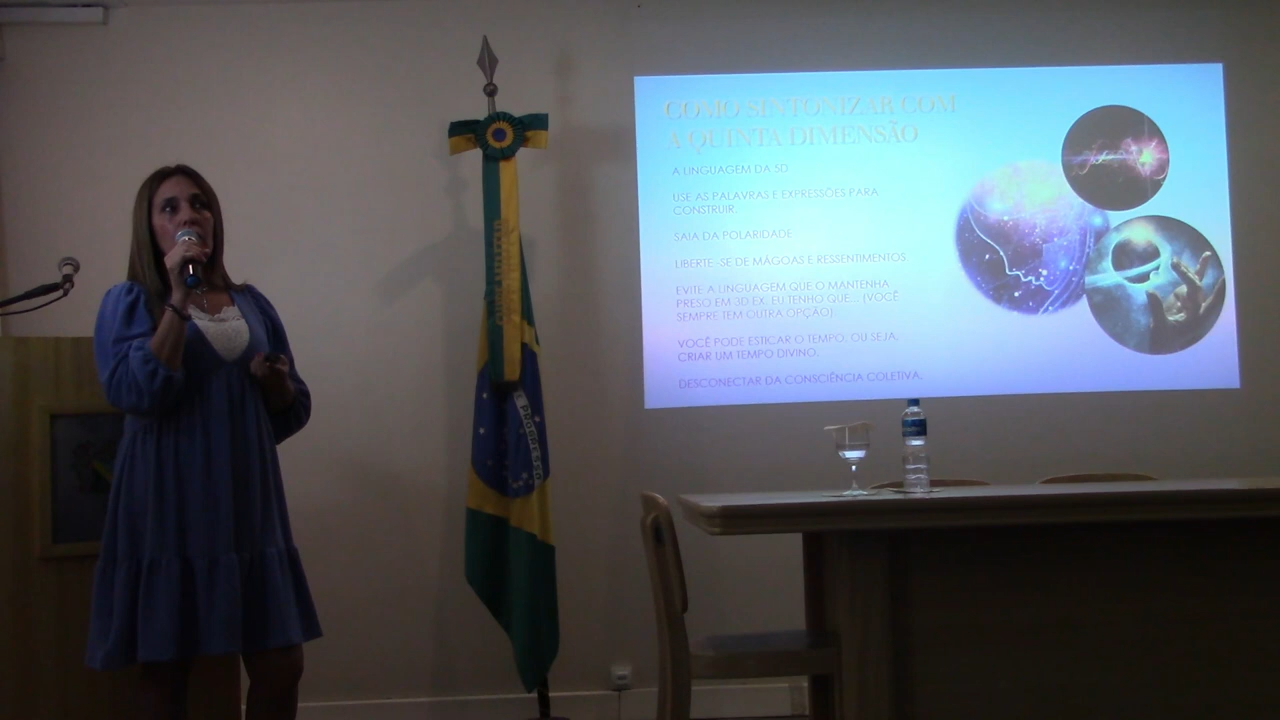 COMO SINTONIZAR COM
A QUINTA DIMENSÃO
A LINGUAGEM DA 5D
USE AS PALAVRAS E EXPRESSÕES PARA
CONSTRUIR.
SAIA DA POLARIDADE
LIBERTE-SE DE MÁGOAS E RESSENTIMENTOS
EVITE A LINGUAGEM QUE O MANTENHA
PRESO EM 3D EX: EU TENHO QUE... (VOCÊ
SEMPRE TEM OUTRA OPÇÃO)
VOCÊ PODE ESTICAR O TEMPO, OU SEJA,
CRIAR UM TEMPO DIVINO.
DESCONECTAR DA CONSCIÊNCIA COLETIVA.
E PROGRESSO